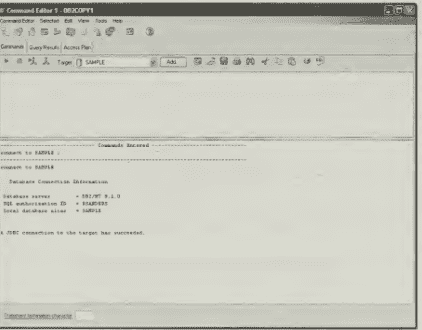 Command Editor 1 - DB2COPY1
Command Editor Selected Edit View Tools Help
Commands Query Results Access Plan
Target SAMPLE Add
Commands Entered
connect to SAMPLE ;
connect to SAMPLE
Database Connection Information
Database server = DB2/NT 9.1.0
SQL authorization ID = RSANDERS
Local database alias = SAMPLE
A JDBC connection to the target has succeeded.
Statement termination character